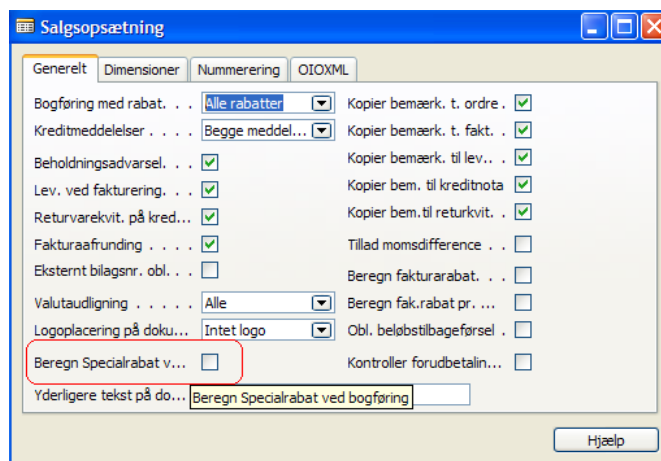 Salgsopsætning
Generelt Dimensioner Nummerering OIOXML
Bogføring med rabat. . . Alle rabatter Kopier bemærk. t. ordre .
Kreditmeddelelser . . . . Begge meddel... Kopier bemærk. t. fakt. . .
Beholdningsadvarsel. . . Kopier bemærk. til lev.. . .
Lev. ved fakturering. . . Kopier bem. til kreditnota
Returvarekvit. på kred... Kopier bem.til returkvit. . .
Fakturaafrunding . . . . Tillad momsdifference . . .
Eksternt bilagsnr. obl. . . Beregn fakturarabat. . . .
Valutaudligning . . . . . Alle Beregn fak.rabat pr. ...
Logoplacering på doku... Intet logo Obl. beløbstilbageførsel .
Beregn Specialrabat v... Kontroller forudbetalin...
Yderligere tekst på do... Beregn Specialrabat ved bogføring
Hjælp